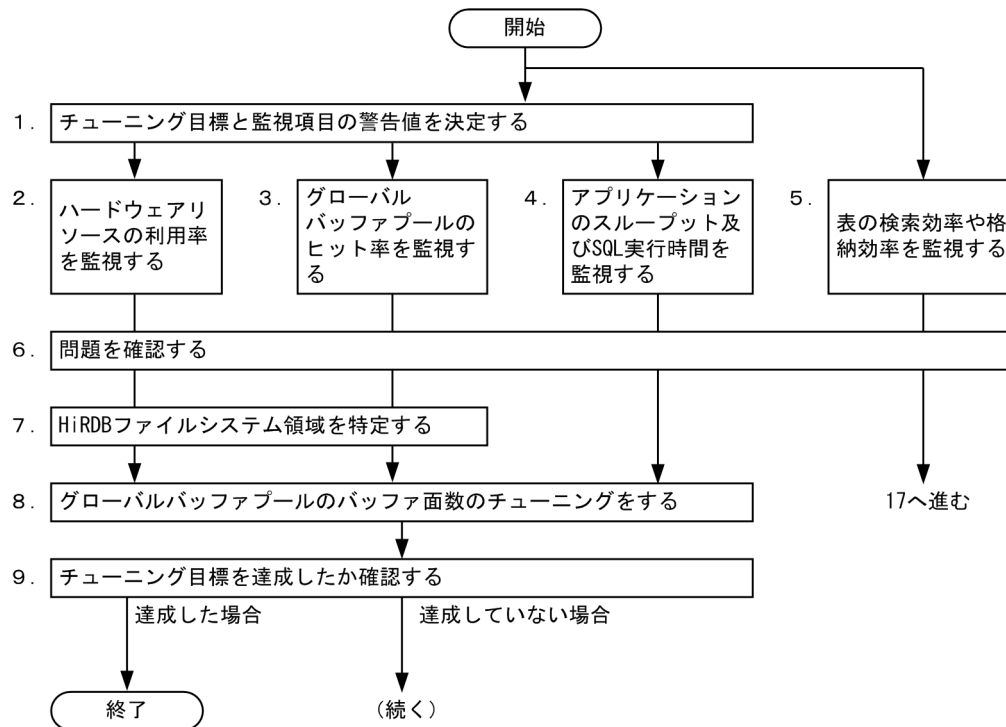 開始
1. チューニング目標と監視項目の警告値を決定する
2. ハードウェアリ
ソースの利用率
を監視する
3. グローバル
バッファプールの
ヒット率を監視す
る
4. アプリケーション
のスループット及
びSQL実行時間を
監視する
5. 表の検索効率や格
納効率を監視する
6. 問題を確認する
7. HiRDBファイルシステム領域を特定する
8. グローバルバッファプールのバッファ面数のチューニングをする
17へ進む
9. チューニング目標を達成したか確認する
達成した場合
達成していない場合
終了
(続く)